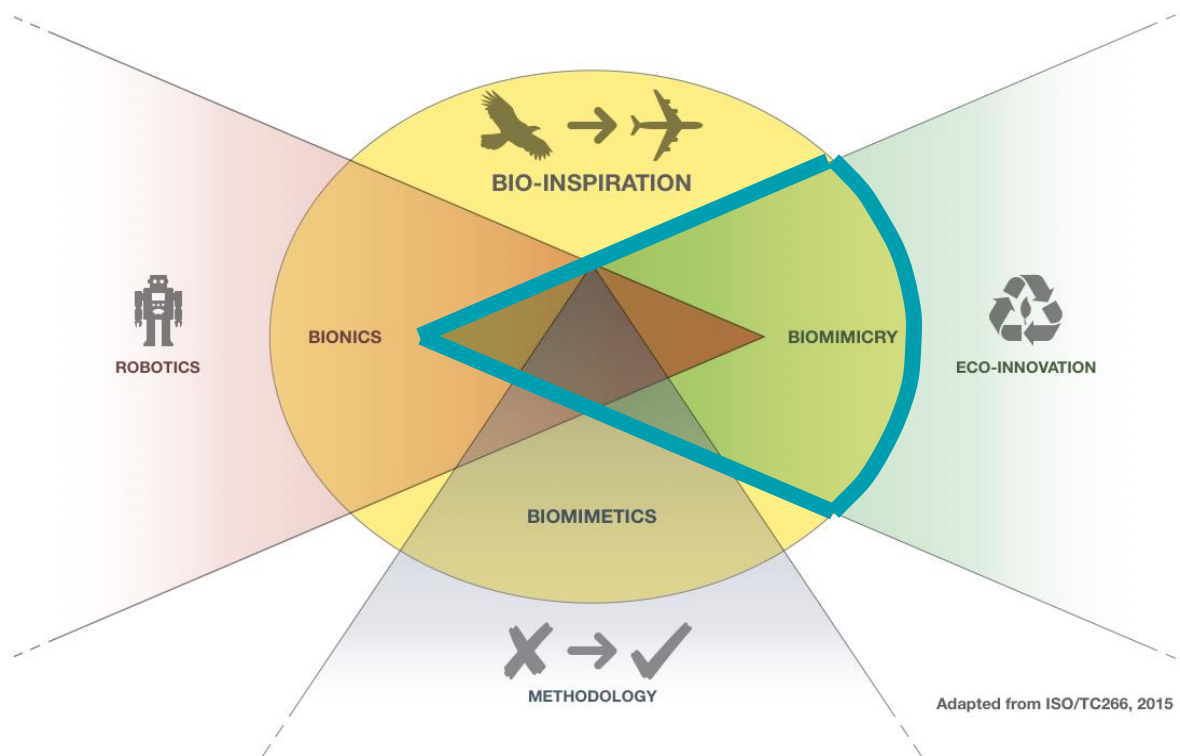 BIO-INSPIRATION
BIONICS
BIOMIMICRY
ROBOTICS
ECO-INNOVATION
BIOMIMETICS
METHODOLOGY
Adapted from ISO/TC266, 2015